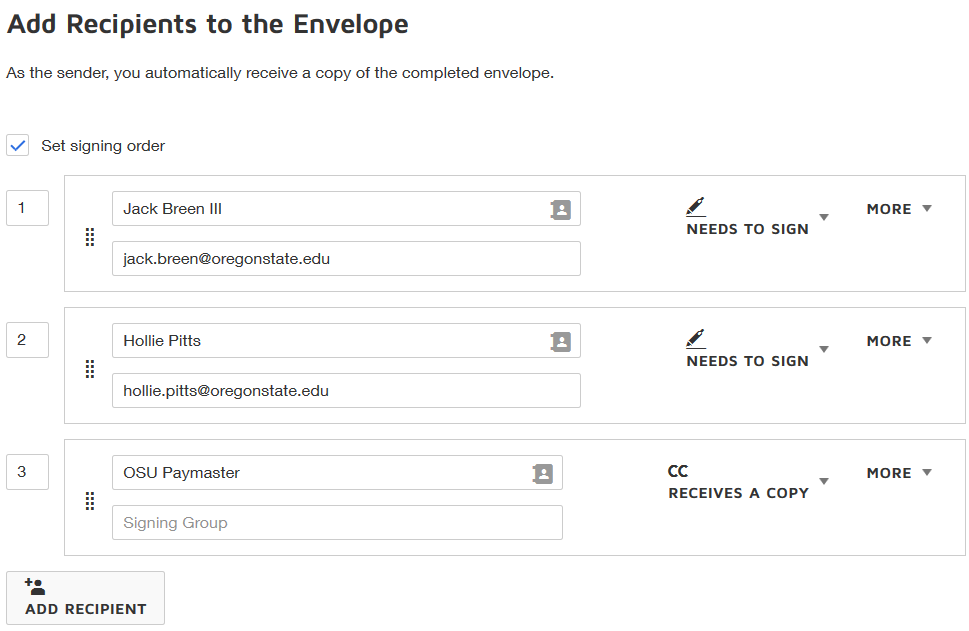 Add Recipients to the Envelope
As the sender, you automatically receive a copy of the completed envelope.
Set signing order
1
Jack Breen III
NEEDS TO SIGN
MORE
jack.breen@oregonstate.edu
2
Hollie Pitts
NEEDS TO SIGN
MORE
hollie.pitts@oregonstate.edu
3
OSU Paymaster
CC
RECEIVES A COPY
MORE
Signing Group
ADD RECIPIENT